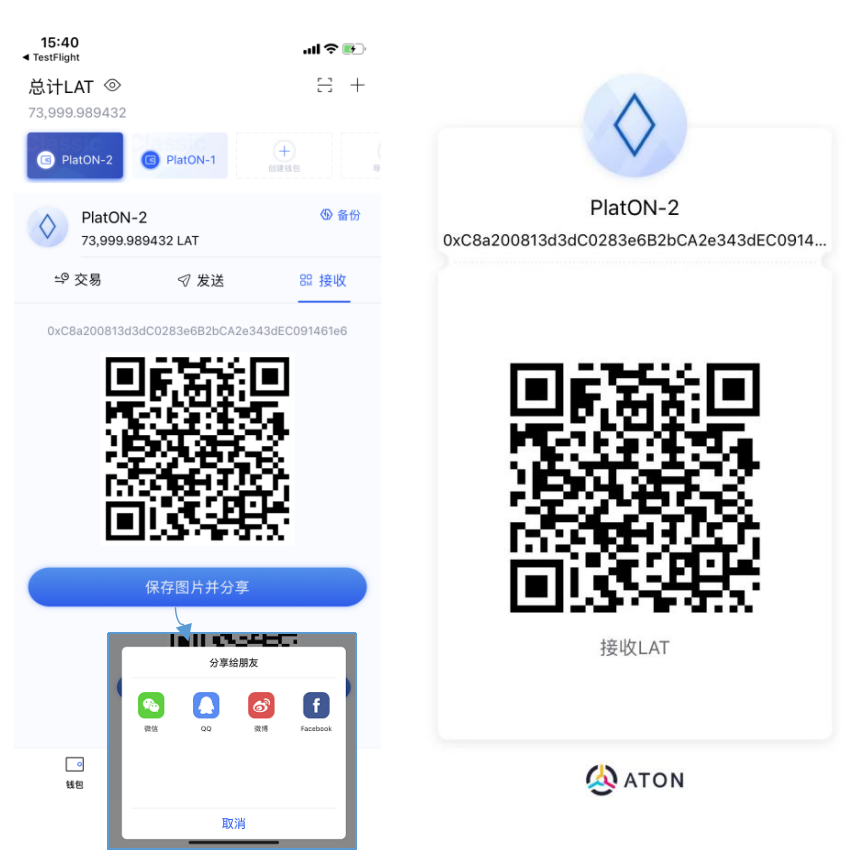 15:40
TestFlight
总计LAT
73,999.989432
PlatON-2
PlatON-1
创建钱包
PlatON-2
73,999.989432 LAT
备份
交易
发送
接收
0xC8a200813d3dC0283e6B2bCA2e343dEC091461e6
保存图片并分享
分享给朋友
微信
QQ
微博
Facebook
取消
钱包
PlatON-2
0xC8a200813d3dC0283e6B2bCA2e343dEC0914...
接收LAT
ATON